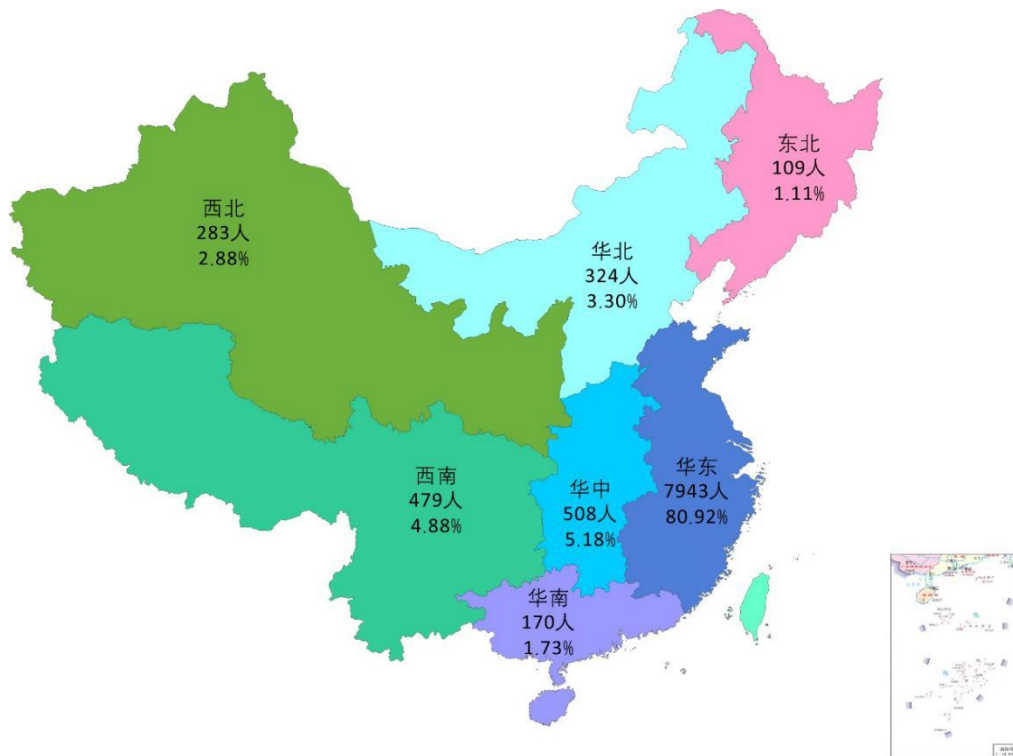 东北
109人
1.11%
西北
283人
2.88%
华北
324人
3.30%
西南
479人
4.88%
华中
508人
5.18%
华东
7943人
80.92%
华南
170人
1.73%